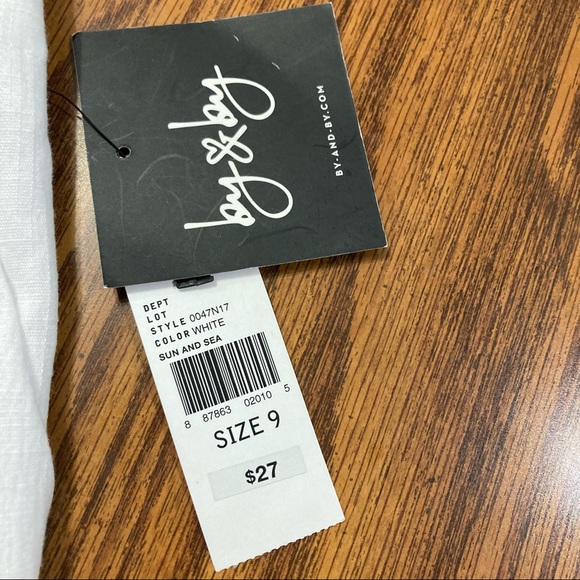 by&by
BY-AND-BY.COM
DEPT
LOT
STYLE 0047N17
COLOR WHITE
SUN AND SEA
8 87863 02010 5
SIZE 9
$27